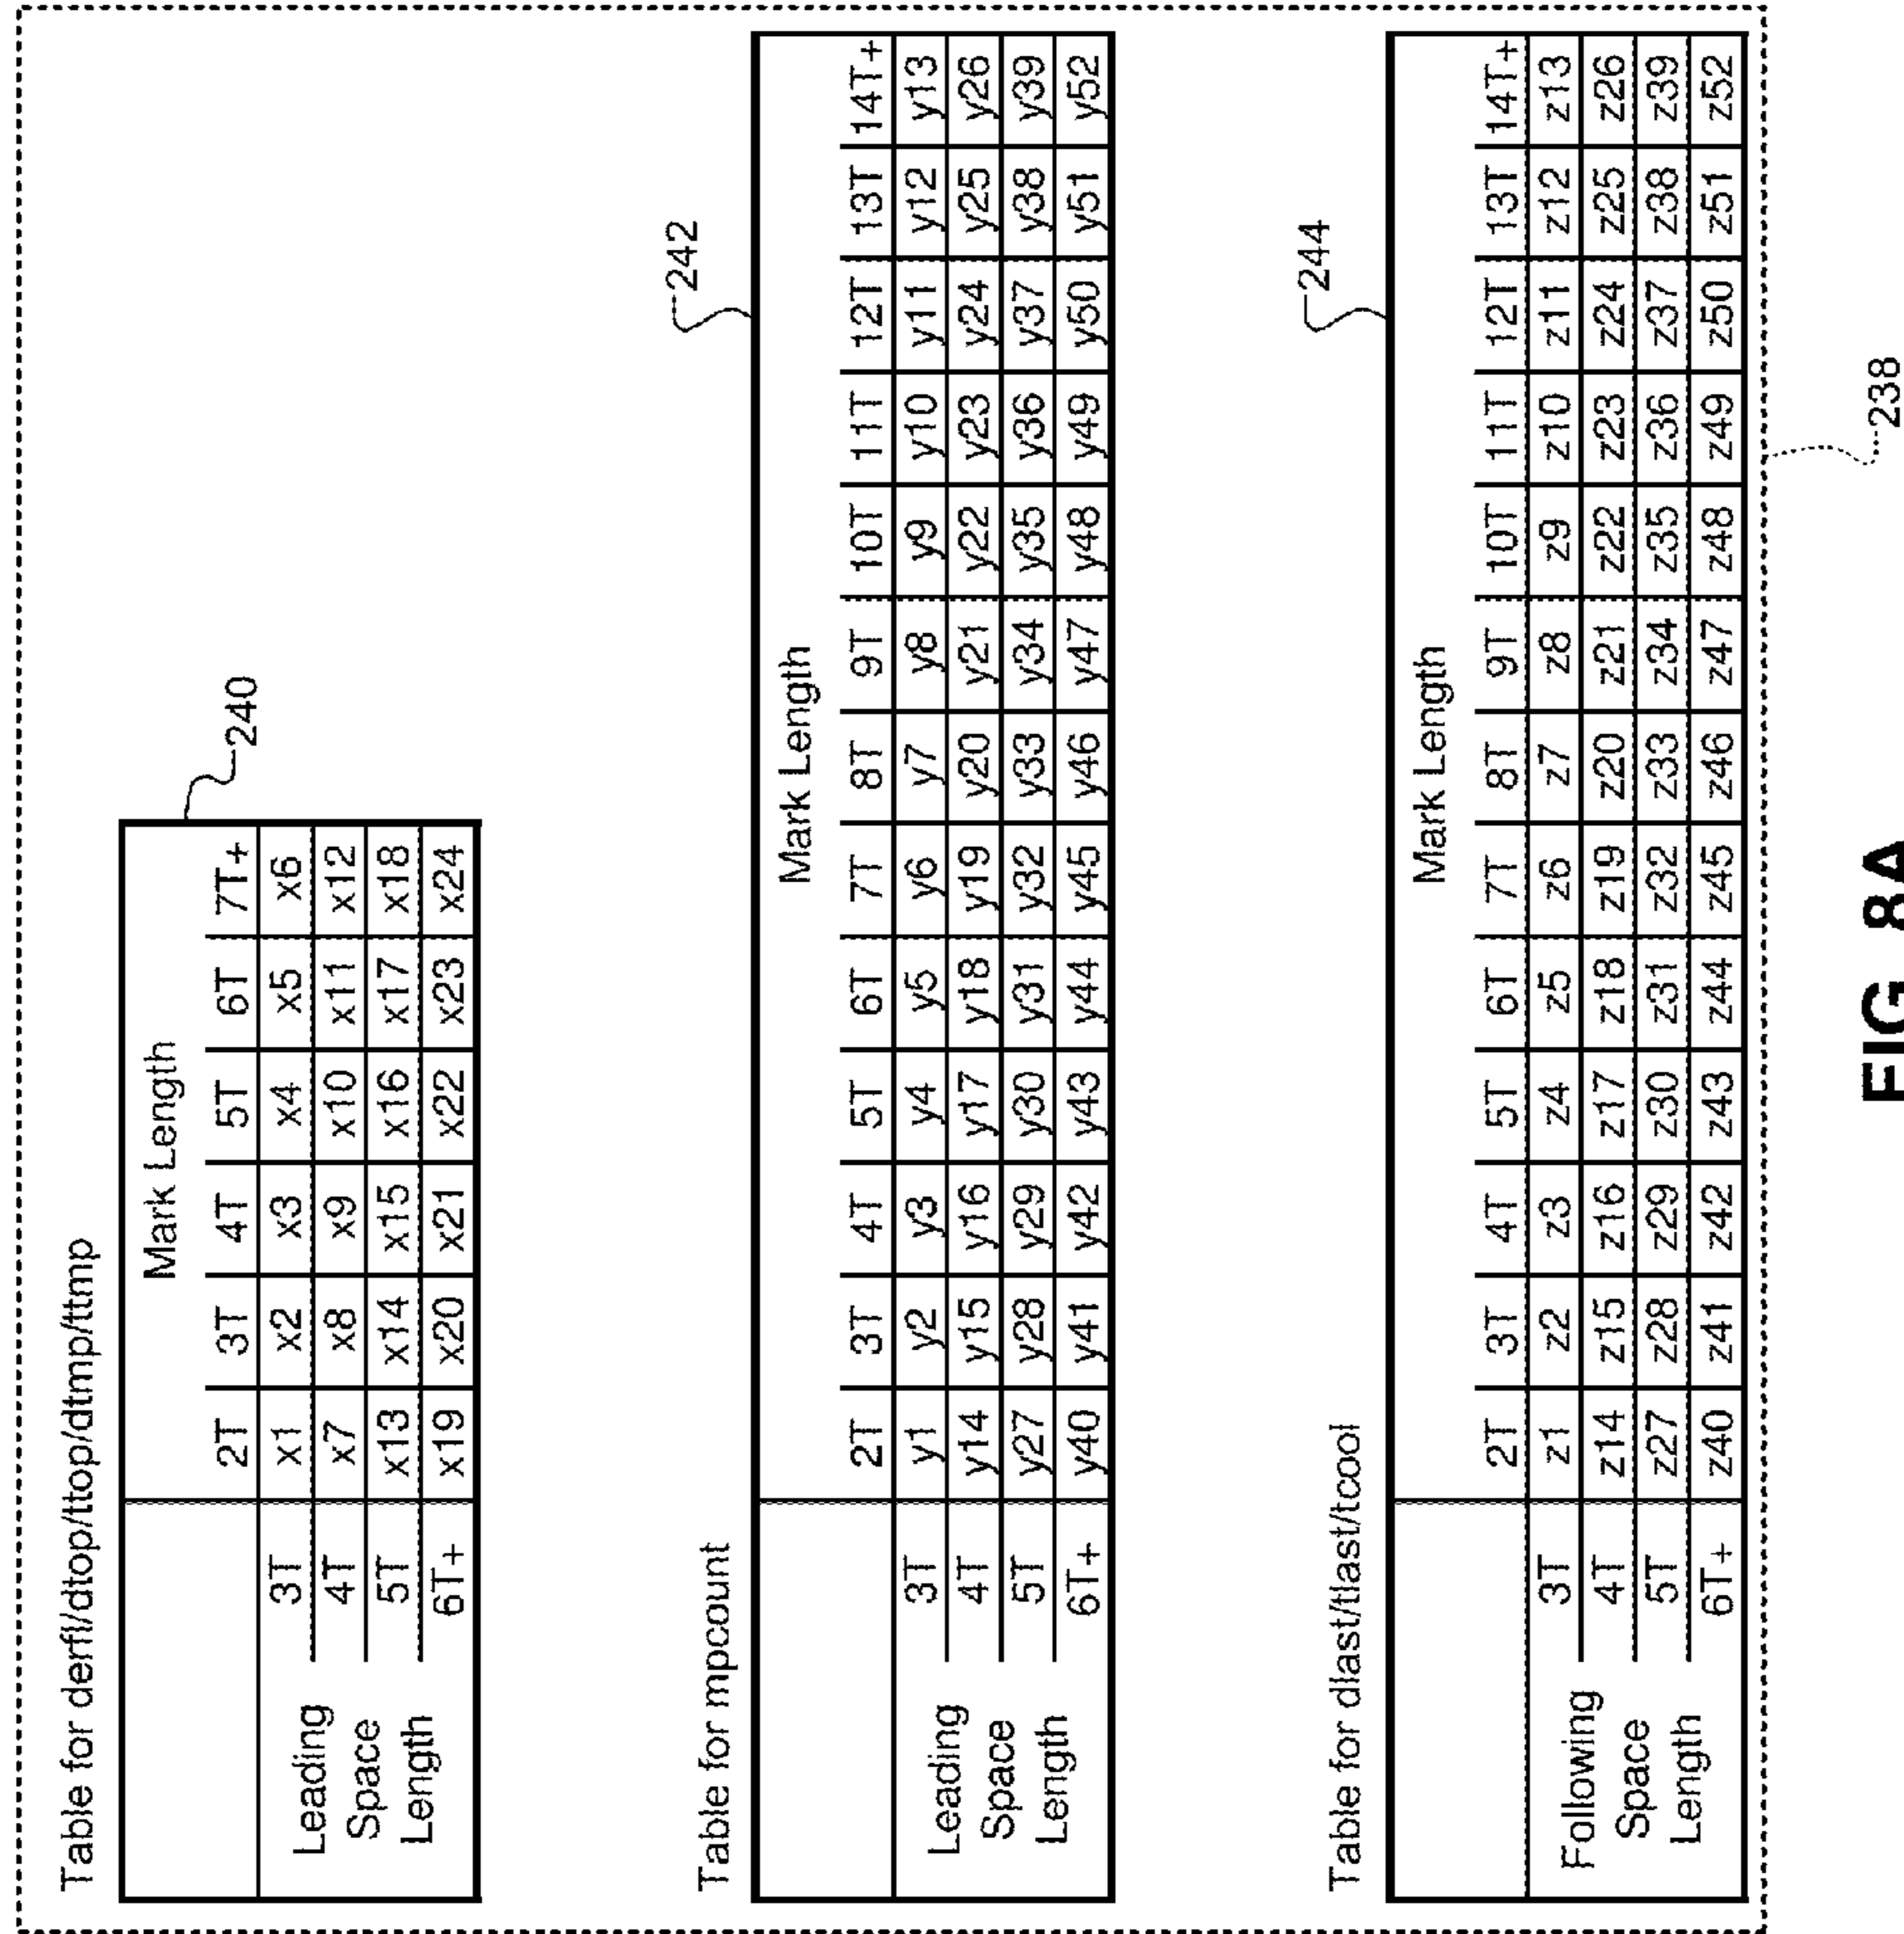 Table for derfl/dtop/ttop/dtmp/ttmp
240
Mark Length
2T 3T 4T 5T 6T 7T+
Leading Space Length
3T x1 x2 x3 x4 x5 x6
4T x7 x8 x9 x10 x11 x12
5T x13 x14 x15 x16 x17 x18
6T+ x19 x20 x21 x22 x23 x24
Table for mpcount
242
Mark Length
2T 3T 4T 5T 6T 7T 8T 9T 10T 11T 12T 13T 14T+
Leading Space Length
3T y1 y2 y3 y4 y5 y6 y7 y8 y9 y10 y11 y12 y13
4T y14 y15 y16 y17 y18 y19 y20 y21 y22 y23 y24 y25 y26
5T y27 y28 y29 y30 y31 y32 y33 y34 y35 y36 y37 y38 y39
6T+ y40 y41 y42 y43 y44 y45 y46 y47 y48 y49 y50 y51 y52
Table for dlast/tlast/tcool
244
Mark Length
2T 3T 4T 5T 6T 7T 8T 9T 10T 11T 12T 13T 14T+
Following Space Length
3T z1 z2 z3 z4 z5 z6 z7 z8 z9 z10 z11 z12 z13
4T z14 z15 z16 z17 z18 z19 z20 z21 z22 z23 z24 z25 z26
5T z27 z28 z29 z30 z31 z32 z33 z34 z35 z36 z37 z38 z39
6T+ z40 z41 z42 z43 z44 z45 z46 z47 z48 z49 z50 z51 z52
238
FIG 8A